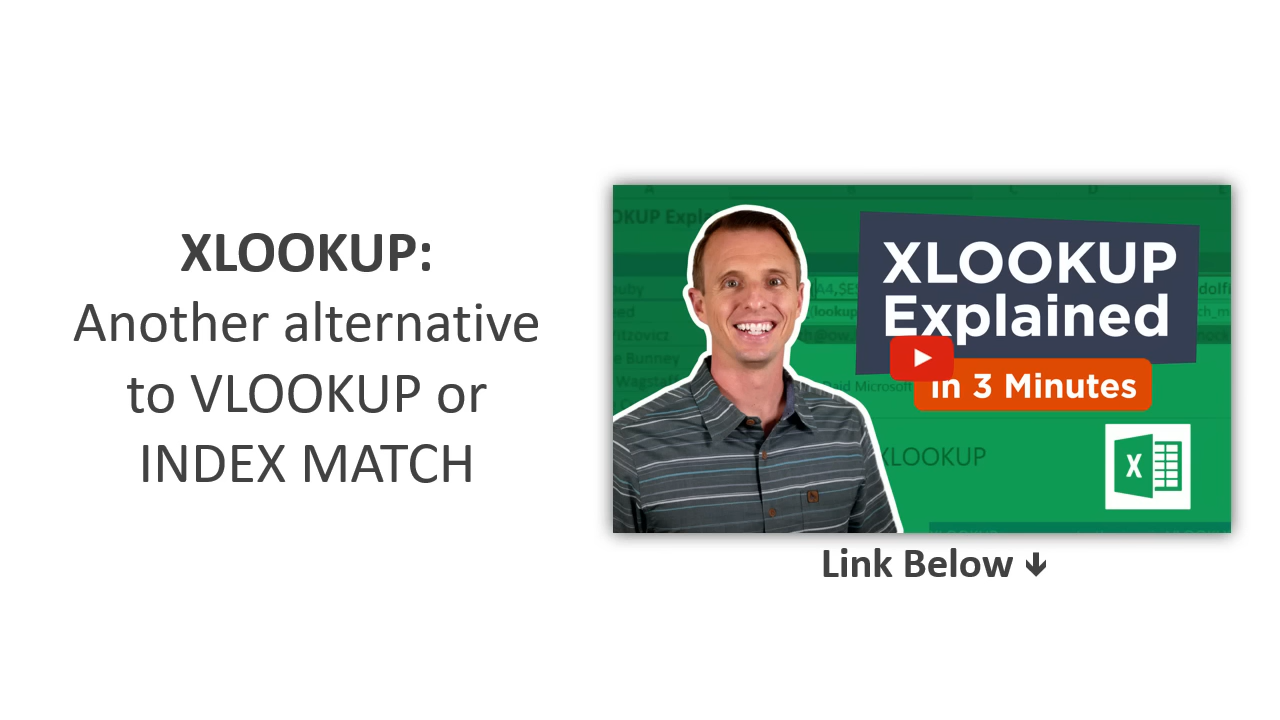 XLOOKUP:
Another alternative
to VLOOKUP or
INDEX MATCH
XLOOKUP
Explained
in 3 Minutes
XLOOKUP
X
Link Below ↓